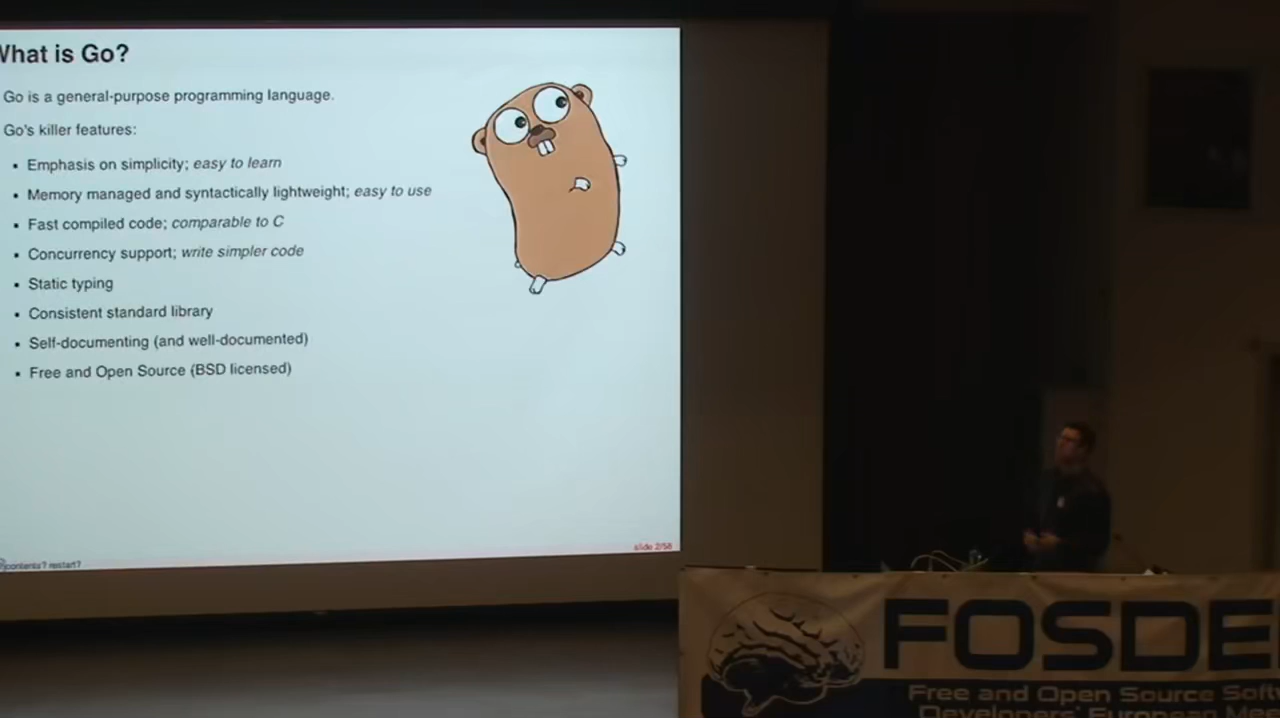 What is Go?
Go is a general-purpose programming language.
Go's killer features:
▪ Emphasis on simplicity; easy to learn
▪ Memory managed and syntactically lightweight; easy to use
▪ Fast compiled code; comparable to C
▪ Concurrency support; write simpler code
▪ Static typing
▪ Consistent standard library
▪ Self-documenting (and well-documented)
▪ Free and Open Source (BSD licensed)
contents? restart?
slide 2/58
FOSDE
Free and Open Source Soft
Developers' European Mee